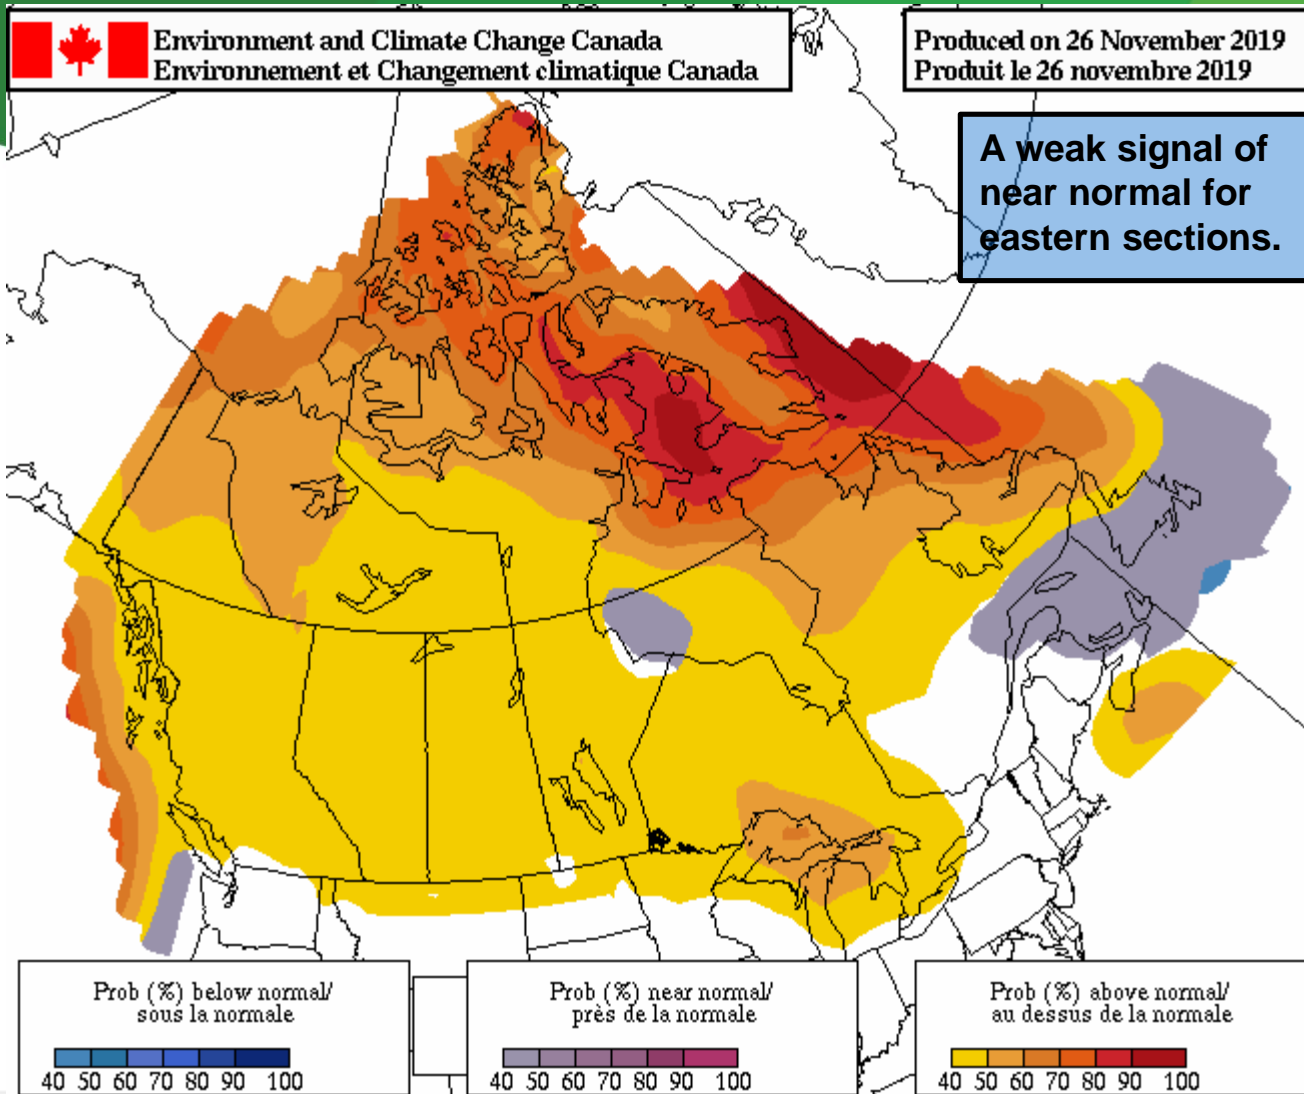 Environment and Climate Change Canada
Environnement et Changement climatique Canada
Produced on 26 November 2019
Produit le 26 novembre 2019
A weak signal of
near normal for
eastern sections.
Prob (%) below normal/
sous la normale
40 50 60 70 80 90 100
Prob (%) near normal/
près de la normale
40 50 60 70 80 90 100
Prob (%) above normal/
au dessus de la normale
40 50 60 70 80 90 100